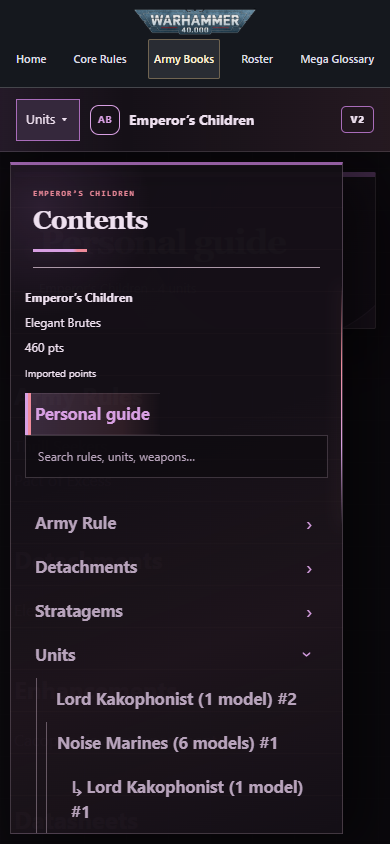 WARHAMMER
40,000
Home Core Rules Army Books Roster Mega Glossary
Units AB Emperor's Children V2
EMPEROR'S CHILDREN
Contents
Emperor's Children
Elegant Brutes
460 pts
Imported points
Personal guide
Search rules, units, weapons...
Army Rule
Detachments
Stratagems
Units
Lord Kakophonist (1 model) #2
Noise Marines (6 models) #1
↳ Lord Kakophonist (1 model)
#1